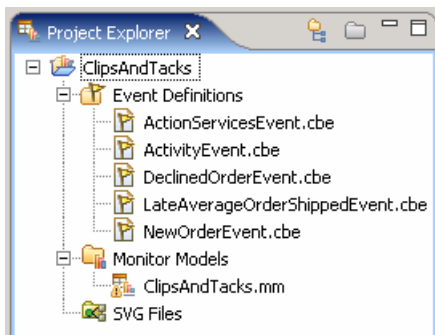 Project Explorer
ClipsAndTacks
Event Definitions
ActionServicesEvent.cbe
ActivityEvent.cbe
DeclinedOrderEvent.cbe
LateAverageOrderShippedEvent.cbe
NewOrderEvent.cbe
Monitor Models
ClipsAndTacks.mm
SVG Files